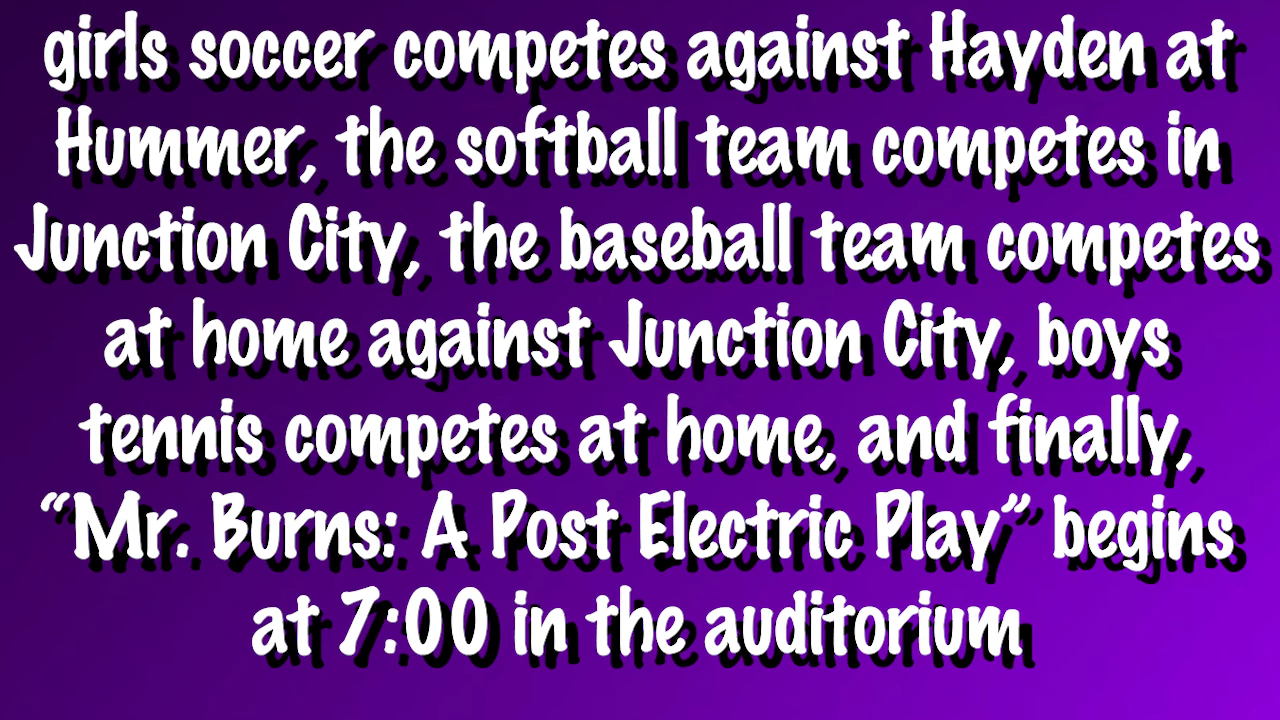 girls soccer competes against Hayden at
Hummer, the softball team competes in
Junction City, the baseball team competes
at home against Junction City, boys
tennis competes at home, and finally,
“Mr. Burns: A Post Electric Play” begins
at 7:00 in the auditorium